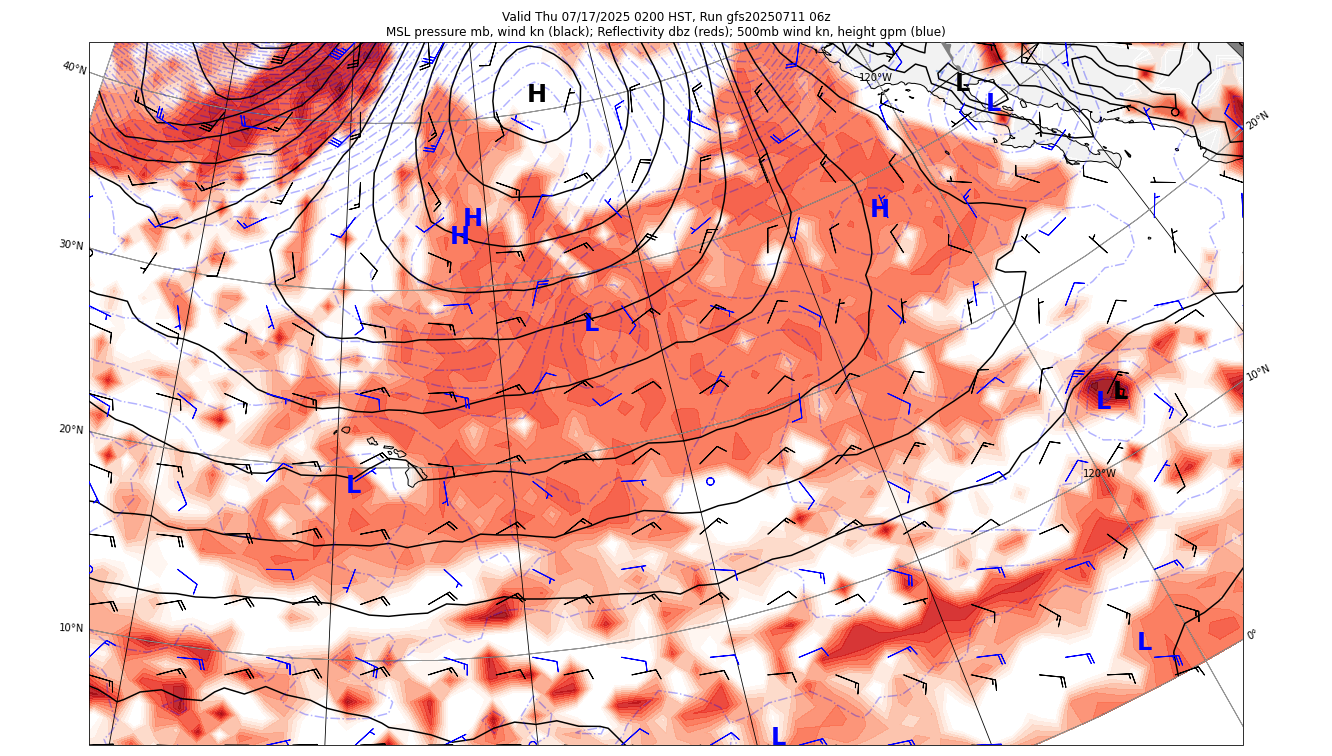 Valid Thu 07/17/2025 0200 HST, Run gfs20250711 06z
MSL pressure mb, wind kn (black); Reflectivity dbz (reds); 500mb wind kn, height gpm (blue)
40°N
H
120°W
L
L
20°N
H
H
H
30°N
L
10°N
L
L
20°N
L
120°W
10°N
0°
L
L